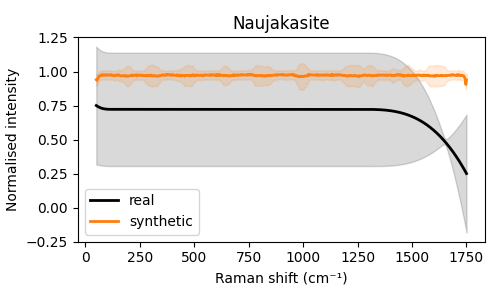 Naujakasite
Normalised intensity
1.25
1.00
0.75
0.50
0.25
0.00
−0.25
real
synthetic
0 250 500 750 1000 1250 1500 1750
Raman shift (cm⁻¹)